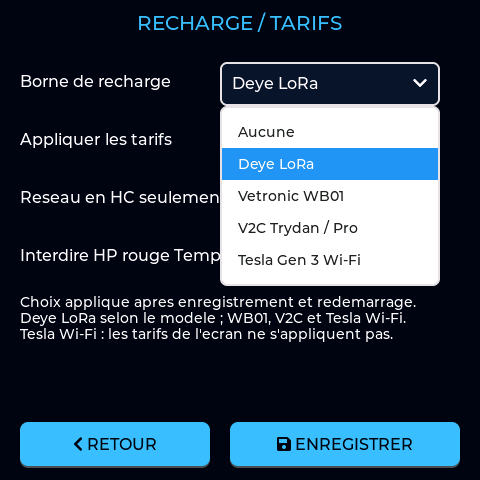 RECHARGE / TARIFS
Borne de recharge
Deye LoRa
Aucune
Deye LoRa
Vetronic WB01
V2C Trydan / Pro
Tesla Gen 3 Wi-Fi
Appliquer les tarifs
Reseau en HC seulemen
Interdire HP rouge Temp
Choix applique apres enregistrement et redemarrage.
Deye LoRa selon le modele ; WB01, V2C et Tesla Wi-Fi.
Tesla Wi-Fi : les tarifs de l'ecran ne s'appliquent pas.
RETOUR
ENREGISTRER